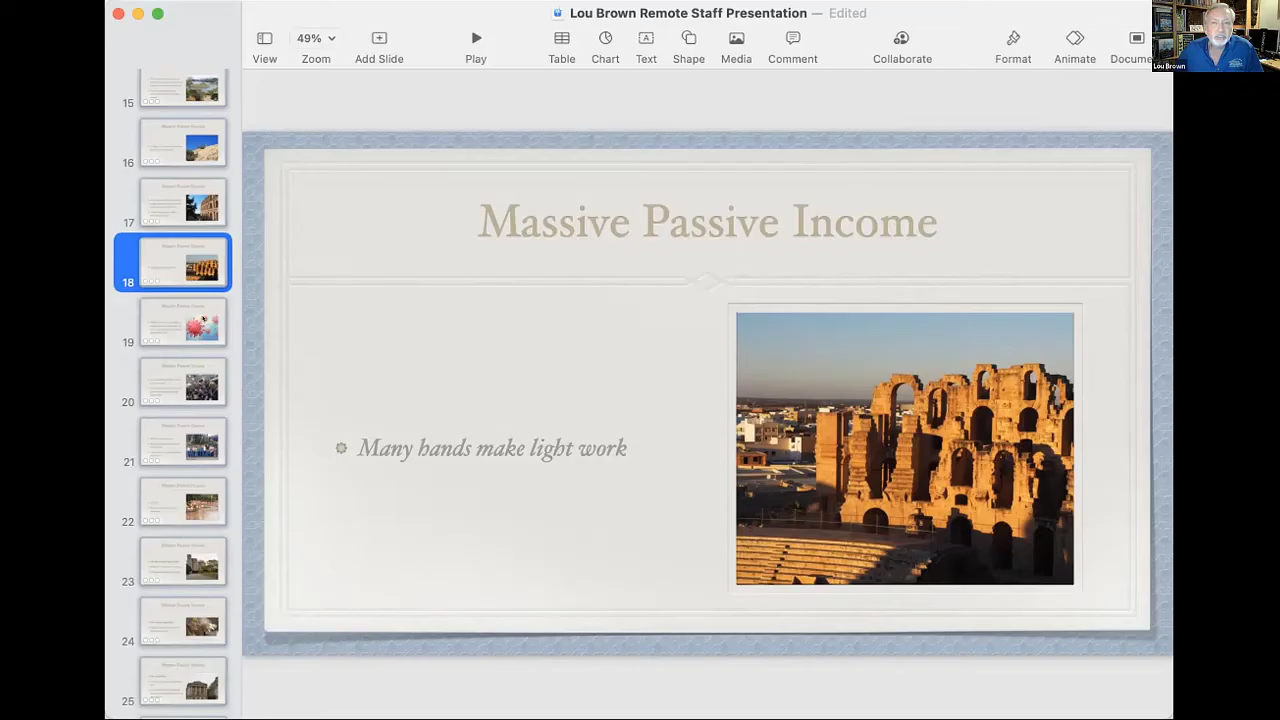 Lou Brown Remote Staff Presentation — Edited
49%
View
Zoom
Add Slide
Play
Table
Chart
Text
Shape
Media
Comment
Collaborate
Format
Animate
Docume
Lou Brown
15
16
17
18
19
20
21
22
23
24
25
Massive Passive Income
Many hands make light work